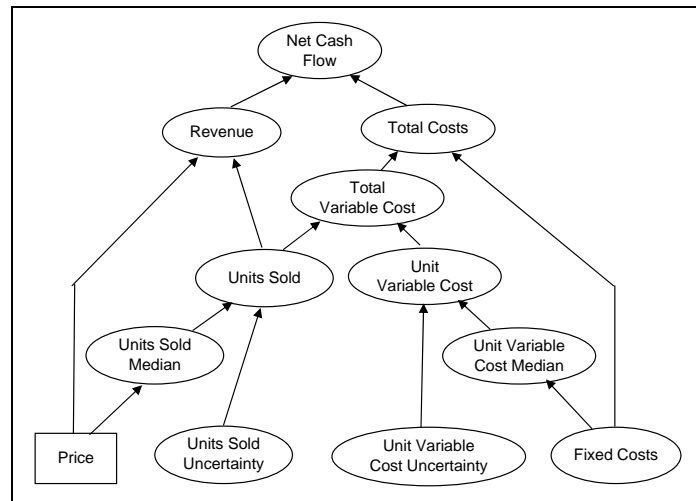 Net Cash
Flow
Revenue
Total Costs
Total
Variable Cost
Units Sold
Unit
Variable Cost
Units Sold
Median
Unit Variable
Cost Median
Price
Units Sold
Uncertainty
Unit Variable
Cost Uncertainty
Fixed Costs